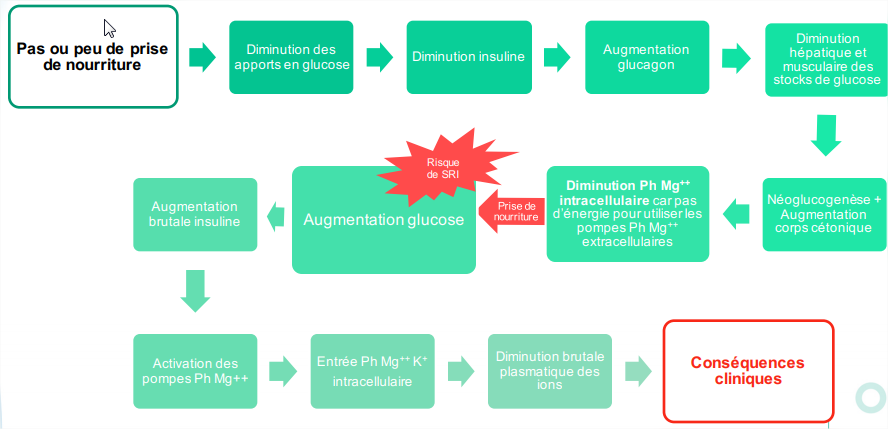 Pas ou peu de prise
de nourriture
Diminution des
apports en glucose
Diminution insuline
Augmentation
glucagon
Diminution
hépatique et
musculaire des
stocks de glucose
Néoglucogenèse +
Augmentation
corps cétonique
Diminution Ph Mg⁺⁺
intracellulaire car pas
d'énergie pour utiliser les
pompes Ph Mg⁺⁺
extracellulaires
Prise de
nourriture
Risque
de SRI
Augmentation glucose
Augmentation
brutale insuline
Activation des
pompes Ph Mg++
Entrée Ph Mg⁺⁺ K⁺
intracellulaire
Diminution brutale
plasmatique des
ions
Conséquences
cliniques